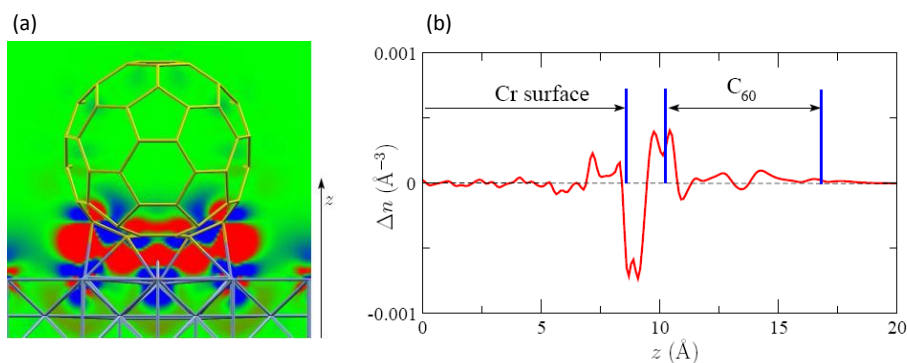 (a)
(b)
z
0.001
0
-0.001
Δn (Å⁻³)
Cr surface
C₆₀
0 5 10 15 20
z (Å)